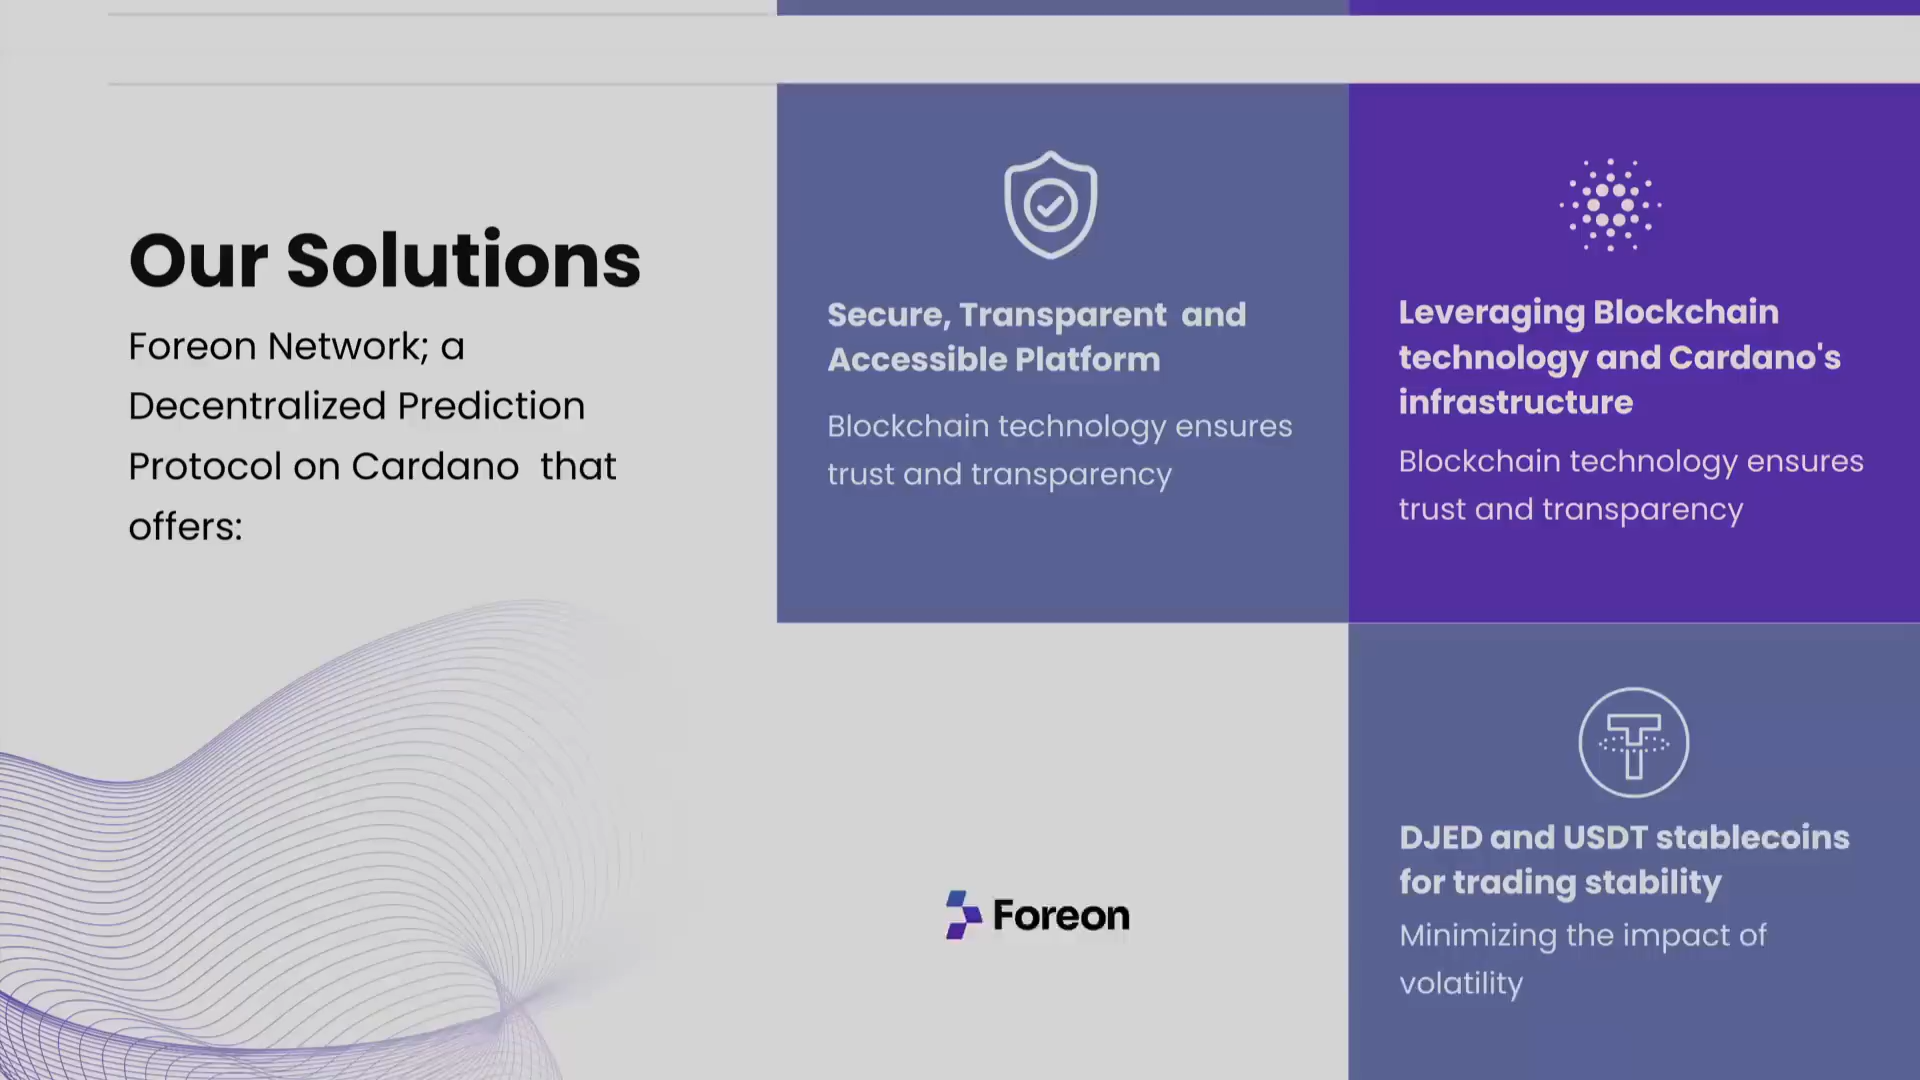 Our Solutions
Foreon Network; a
Decentralized Prediction
Protocol on Cardano  that
offers:
Secure, Transparent  and
Accessible Platform
Blockchain technology ensures
trust and transparency
Leveraging Blockchain
technology and Cardano's
infrastructure
Blockchain technology ensures
trust and transparency
DJED and USDT stablecoins
for trading stability
Minimizing the impact of
volatility
Foreon